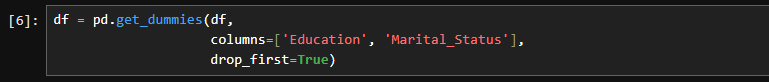 [6]: df = pd.get_dummies(df,
columns=['Education', 'Marital_Status'],
drop_first=True)